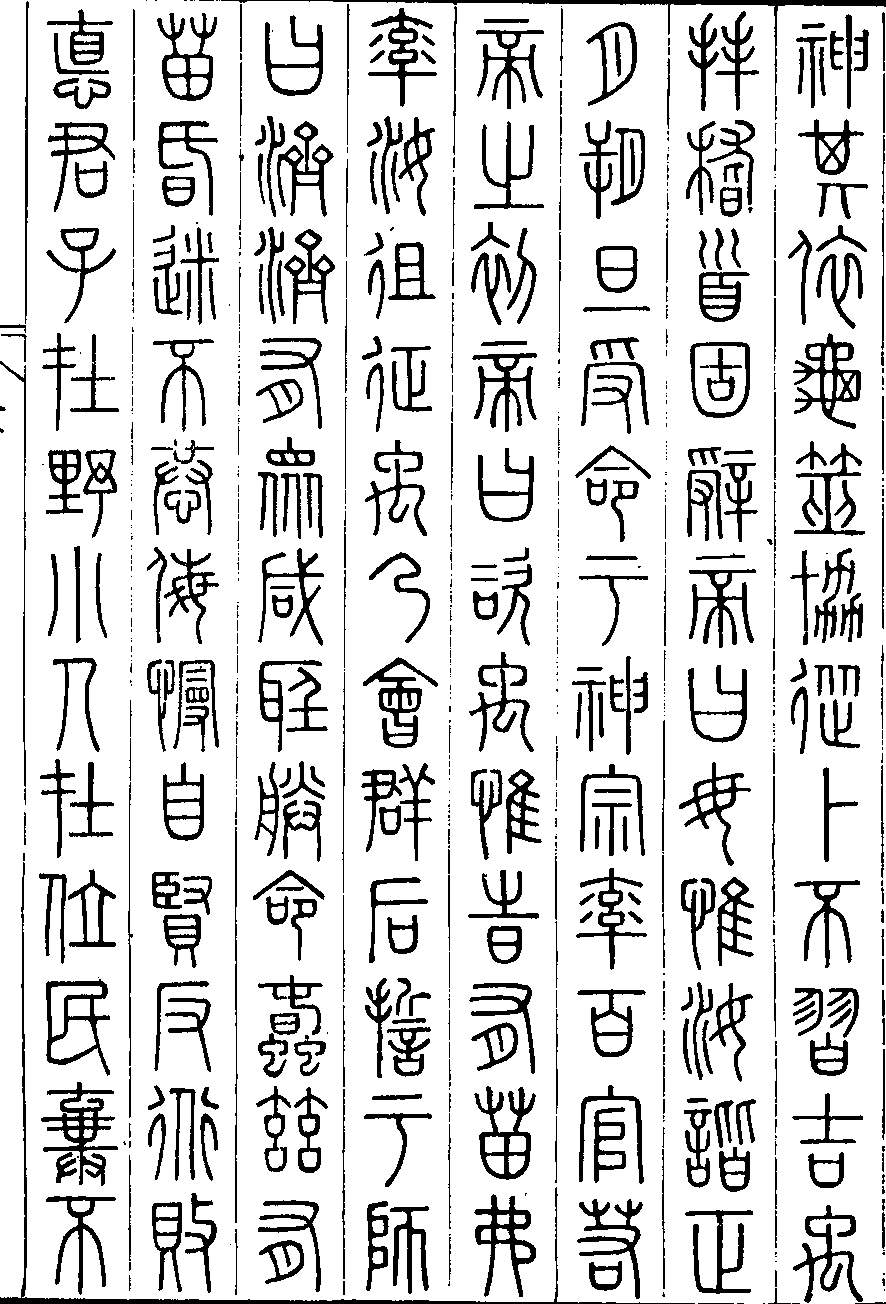 神其依龜筮協從卜不習吉禹
拜稽首固辭帝曰毋惟汝諧正
月朔旦受命于神宗率百官若
帝之初帝曰咨禹惟時有苗弗
率汝徂征禹乃會群后誓于師
曰濟濟有眾咸聽朕命蠢茲有
苗昏迷不恭侮慢自賢反道敗
德君子在野小人在位民棄不